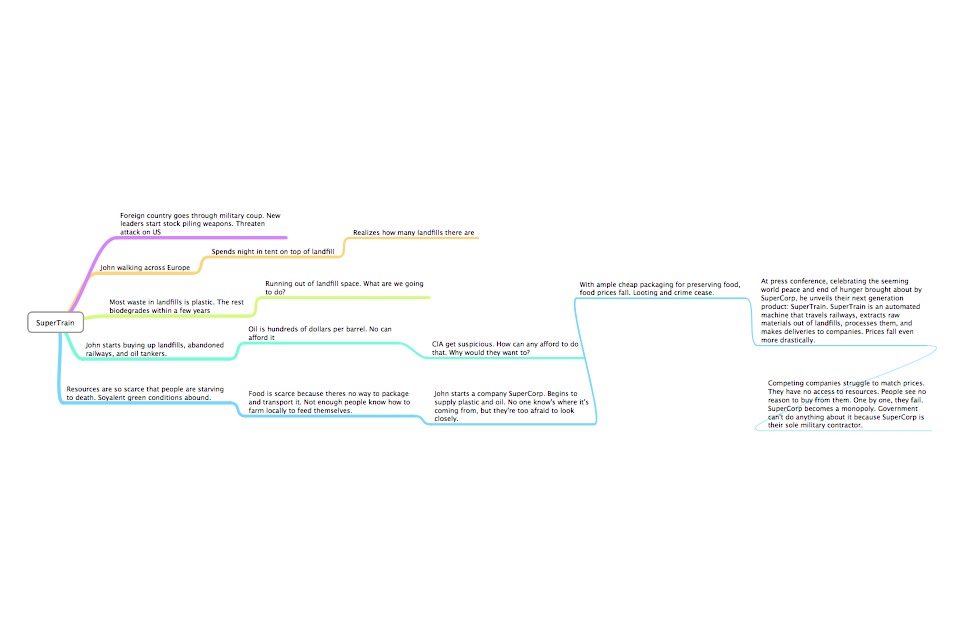 SuperTrain
Foreign country goes through military coup. New
leaders start stock piling weapons. Threaten
attack on US
John walking across Europe
Spends night in tent on top of landfill
Realizes how many landfills there are
Most waste in landfills is plastic. The rest
biodegrades within a few years
Running out of landfill space. What are we going
to do?
John starts buying up landfills, abandoned
railways, and oil tankers.
Oil is hundreds of dollars per barrel. No can
afford it
CIA get suspicious. How can any afford to do
that. Why would they want to?
Resources are so scarce that people are starving
to death. Soyalent green conditions abound.
Food is scarce because theres no way to package
and transport it. Not enough people know how to
farm locally to feed themselves.
John starts a company SuperCorp. Begins to
supply plastic and oil. No one know's where it's
coming from, but they're too afraid to look
closely.
With ample cheap packaging for preserving food,
food prices fall. Looting and crime cease.
At press conference, celebrating the seeming
world peace and end of hunger brought about by
SuperCorp, he unveils their next generation
product: SuperTrain. SuperTrain is an automated
machine that travels railways, extracts raw
materials out of landfills, processes them, and
makes deliveries to companies. Prices fall even
more drastically.
Competing companies struggle to match prices.
They have no access to resources. People see no
reason to buy from them. One by one, they fail.
SuperCorp becomes a monopoly. Government
can't do anything about it because SuperCorp is
their sole military contractor.